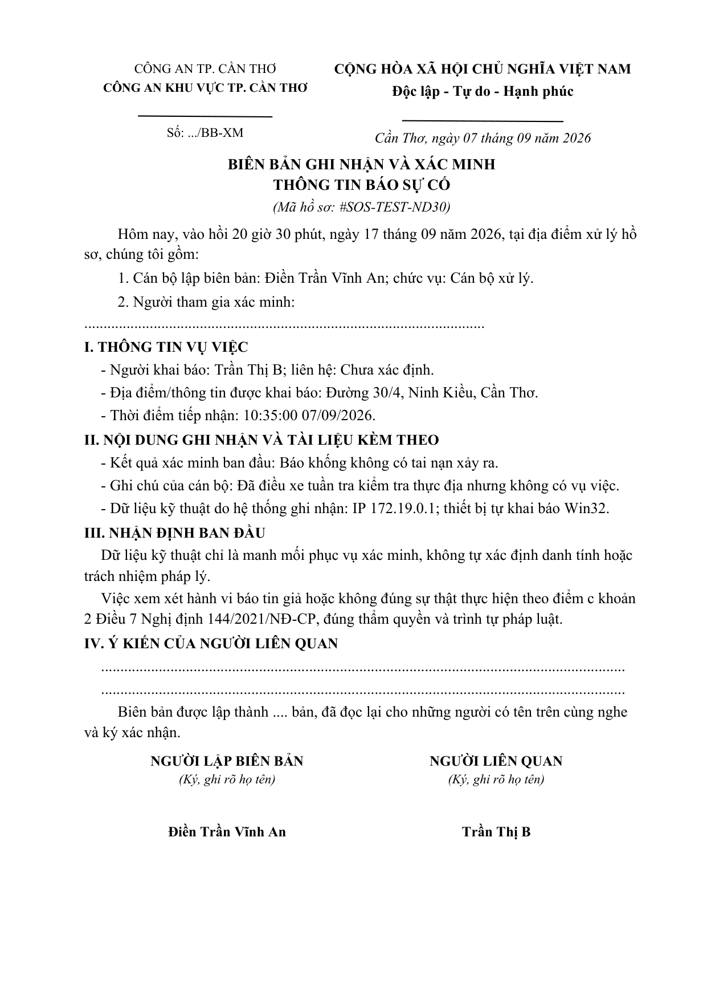 CÔNG AN TP. CẦN THƠ
CÔNG AN KHU VỰC TP. CẦN THƠ
Số: .../BB-XM
CỘNG HÒA XÃ HỘI CHỦ NGHĨA VIỆT NAM
Độc lập - Tự do - Hạnh phúc
Cần Thơ, ngày 07 tháng 09 năm 2026
BIÊN BẢN GHI NHẬN VÀ XÁC MINH
THÔNG TIN BÁO SỰ CỐ
(Mã hồ sơ: #SOS-TEST-ND30)
Hôm nay, vào hồi 20 giờ 30 phút, ngày 17 tháng 09 năm 2026, tại địa điểm xử lý hồ
sơ, chúng tôi gồm:
1. Cán bộ lập biên bản: Điền Trần Vĩnh An; chức vụ: Cán bộ xử lý.
2. Người tham gia xác minh:
........................................................................................................
I. THÔNG TIN VỤ VIỆC
- Người khai báo: Trần Thị B; liên hệ: Chưa xác định.
- Địa điểm/thông tin được khai báo: Đường 30/4, Ninh Kiều, Cần Thơ.
- Thời điểm tiếp nhận: 10:35:00 07/09/2026.
II. NỘI DUNG GHI NHẬN VÀ TÀI LIỆU KÈM THEO
- Kết quả xác minh ban đầu: Báo khống không có tai nạn xảy ra.
- Ghi chú của cán bộ: Đã điều xe tuần tra kiểm tra thực địa nhưng không có vụ việc.
- Dữ liệu kỹ thuật do hệ thống ghi nhận: IP 172.19.0.1; thiết bị tự khai báo Win32.
III. NHẬN ĐỊNH BAN ĐẦU
Dữ liệu kỹ thuật chỉ là manh mối phục vụ xác minh, không tự xác định danh tính hoặc
trách nhiệm pháp lý.
Việc xem xét hành vi báo tin giả hoặc không đúng sự thật thực hiện theo điểm c khoản
2 Điều 7 Nghị định 144/2021/NĐ-CP, đúng thẩm quyền và trình tự pháp luật.
IV. Ý KIẾN CỦA NGƯỜI LIÊN QUAN
........................................................................................................................................
........................................................................................................................................
Biên bản được lập thành .... bản, đã đọc lại cho những người có tên trên cùng nghe
và ký xác nhận.
NGƯỜI LẬP BIÊN BẢN
(Ký, ghi rõ họ tên)
Điền Trần Vĩnh An
NGƯỜI LIÊN QUAN
(Ký, ghi rõ họ tên)
Trần Thị B